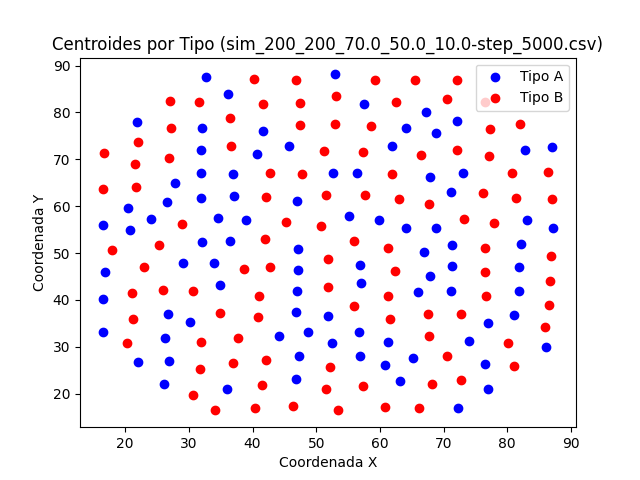 Centroides por Tipo (sim_200_200_70.0_50.0_10.0-step_5000.csv)
Tipo A
Tipo B
90
80
70
60
50
40
30
20
Coordenada Y
20 30 40 50 60 70 80 90
Coordenada X